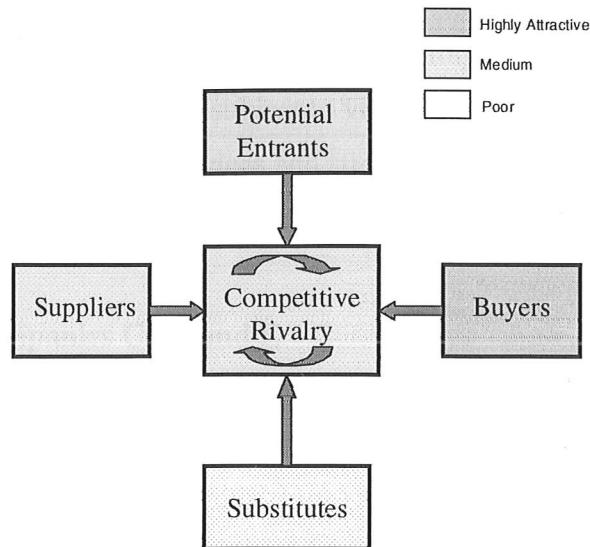 Highly Attractive
Medium
Poor
Potential
Entrants
Suppliers
Competitive
Rivalry
Buyers
Substitutes